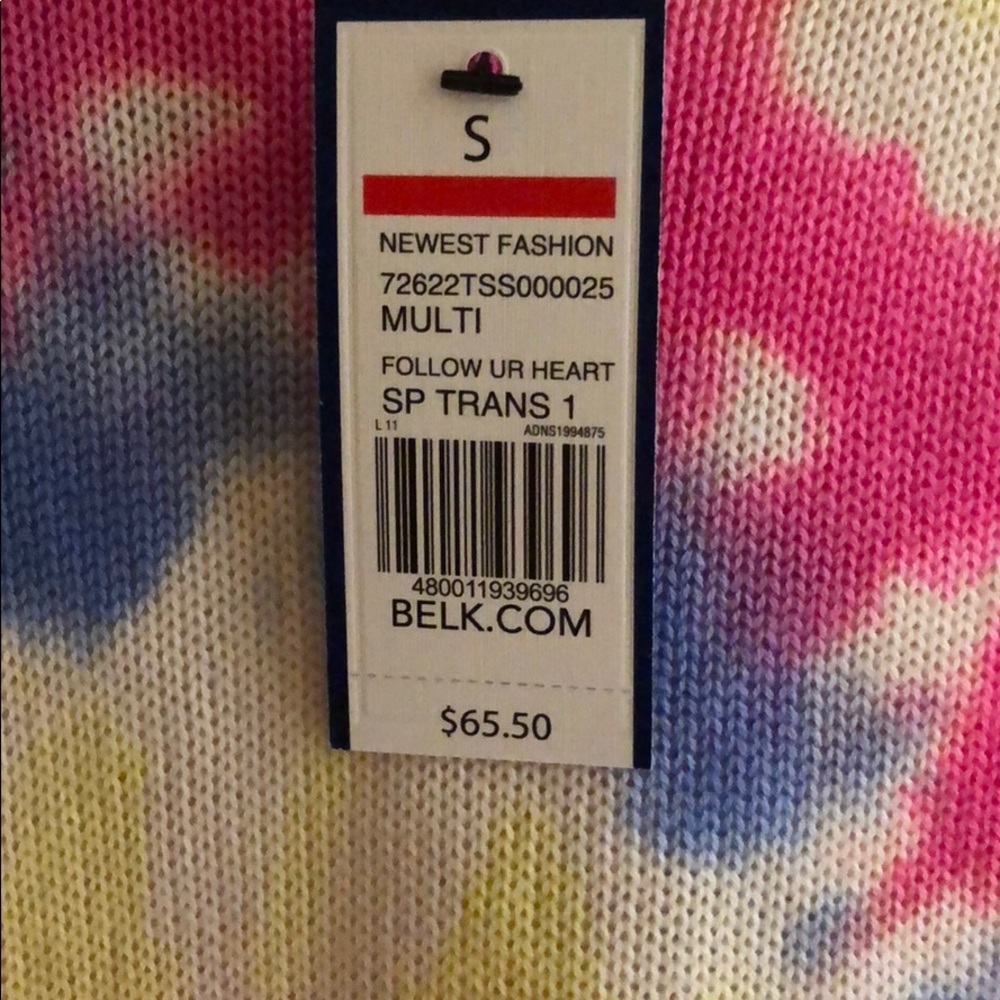 S
NEWEST FASHION
72622TSS000025
MULTI
FOLLOW UR HEART
SP TRANS 1
L 11 ADNS1994875
480011939696
BELK.COM
$65.50